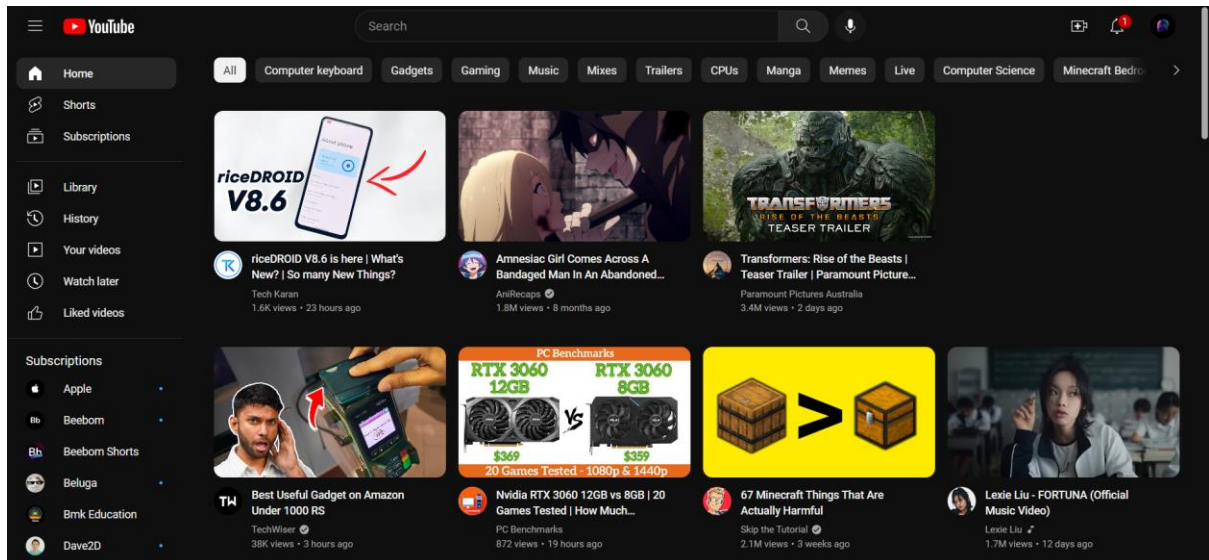 YouTube
Search
1
Home
Shorts
Subscriptions
Library
History
Your videos
Watch later
Liked videos
Subscriptions
Apple
Bb
Beebom
Bb
Beebom Shorts
Beluga
Bmk Education
Dave2D
All
Computer keyboard
Gadgets
Gaming
Music
Mixes
Trailers
CPUs
Manga
Memes
Live
Computer Science
Minecraft Bedro
riceDROID
V8.6
TK
riceDROID V8.6 is here | What's
New? | So many New Things?
Tech Karan
1.6K views • 23 hours ago
Amnesiac Girl Comes Across A
Bandaged Man In An Abandoned...
AniRecaps
1.8M views • 8 months ago
TRANSFORMERS
RISE OF THE BEASTS
TEASER TRAILER
Transformers: Rise of the Beasts |
Teaser Trailer | Paramount Picture...
Paramount Pictures Australia
3.4M views • 2 days ago
TW
Best Useful Gadget on Amazon
Under 1000 RS
TechWiser
38K views • 3 hours ago
PC Benchmarks
RTX 3060
12GB
RTX 3060
8GB
VS
$369
$359
20 Games Tested - 1080p & 1440p
Nvidia RTX 3060 12GB vs 8GB | 20
Games Tested | How Much...
PC Benchmarks
872 views • 19 hours ago
>
67 Minecraft Things That Are
Actually Harmful
Skip the Tutorial
2.1M views • 3 weeks ago
Lexie Liu - FORTUNA (Official
Music Video)
Lexie Liu
1.7M views • 12 days ago